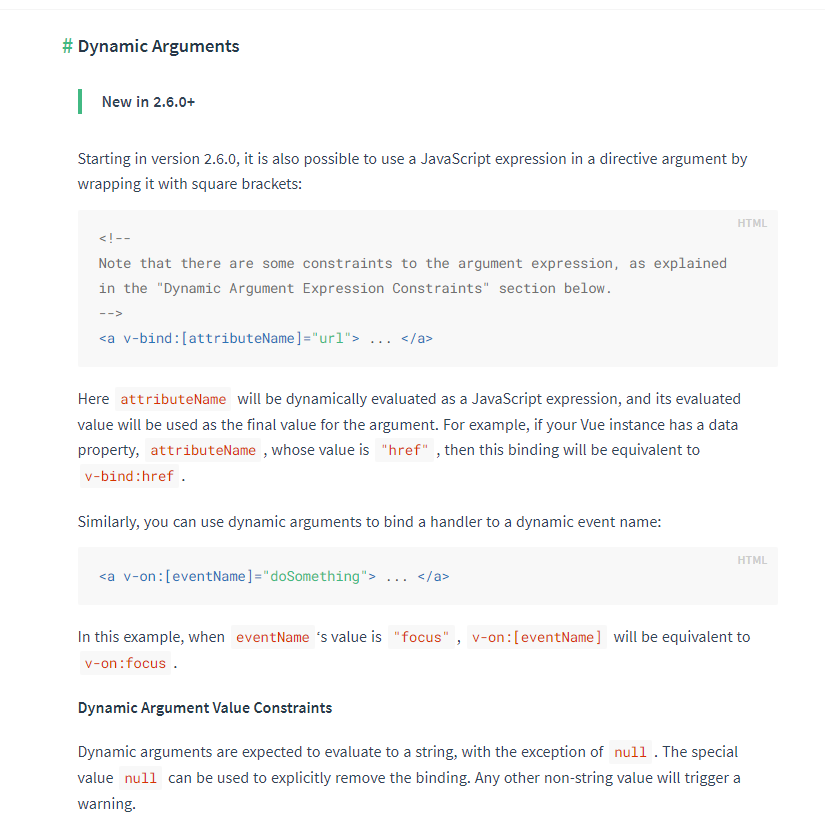 # Dynamic Arguments
New in 2.6.0+
Starting in version 2.6.0, it is also possible to use a JavaScript expression in a directive argument by
wrapping it with square brackets:
HTML
<!--
Note that there are some constraints to the argument expression, as explained
in the "Dynamic Argument Expression Constraints" section below.
-->
<a v-bind:[attributeName]="url"> ... </a>
Here attributeName will be dynamically evaluated as a JavaScript expression, and its evaluated
value will be used as the final value for the argument. For example, if your Vue instance has a data
property, attributeName , whose value is "href" , then this binding will be equivalent to
v-bind:href .
Similarly, you can use dynamic arguments to bind a handler to a dynamic event name:
HTML
<a v-on:[eventName]="doSomething"> ... </a>
In this example, when eventName ‘s value is "focus" , v-on:[eventName] will be equivalent to
v-on:focus .
Dynamic Argument Value Constraints
Dynamic arguments are expected to evaluate to a string, with the exception of null . The special
value null can be used to explicitly remove the binding. Any other non-string value will trigger a
warning.